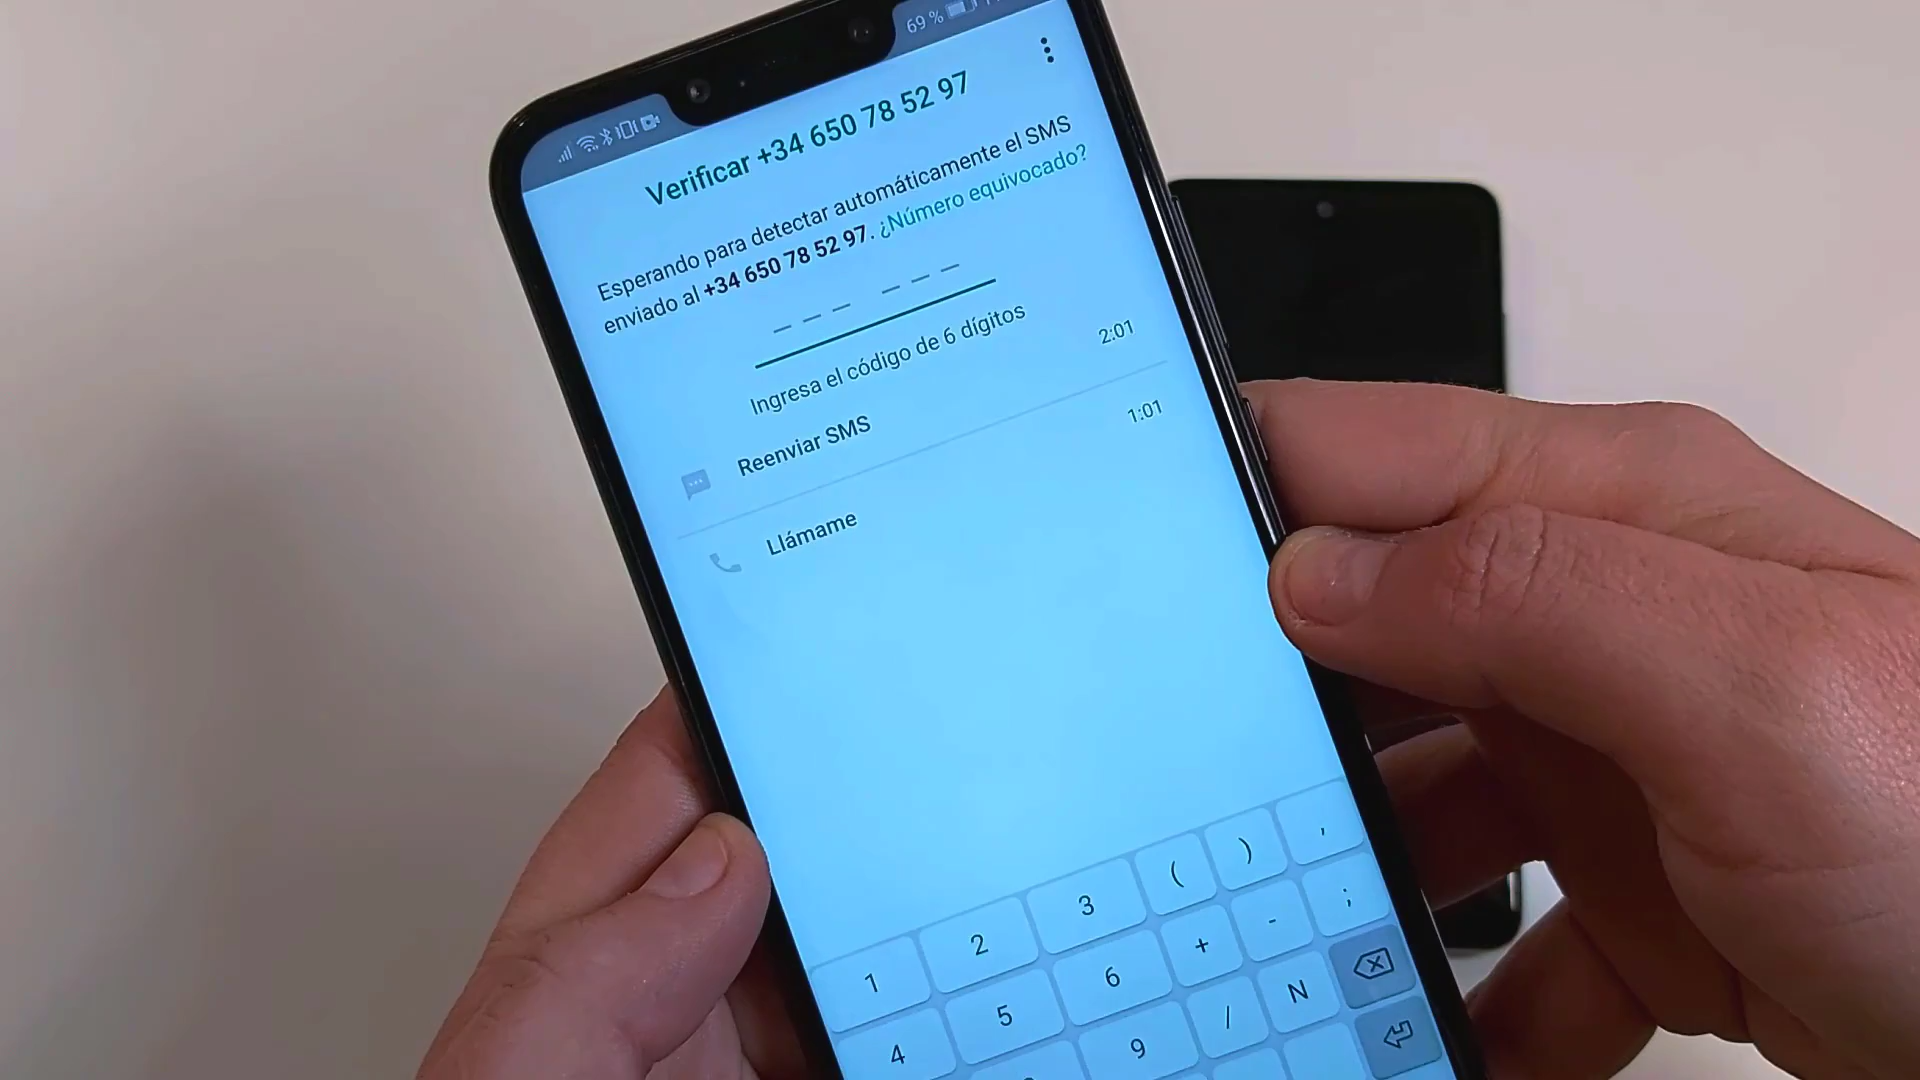 69 %
Verificar +34 650 78 52 97
Esperando para detectar automáticamente el SMS
enviado al +34 650 78 52 97. ¿Número equivocado?
Ingresa el código de 6 dígitos
Reenviar SMS 2:01
Llámame 1:01
1 2 3 ( ) ,
4 5 6 + - ;
9 / N